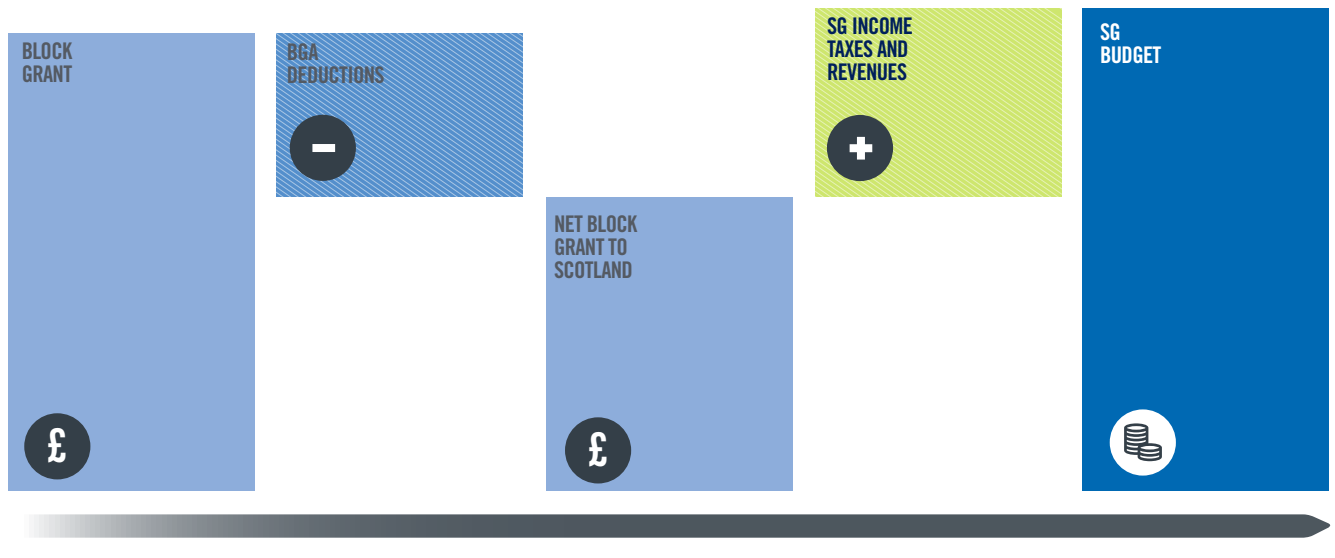 BLOCK
GRANT
£
BGA
DEDUCTIONS
NET BLOCK
GRANT TO
SCOTLAND
£
SG INCOME
TAXES AND
REVENUES
SG
BUDGET